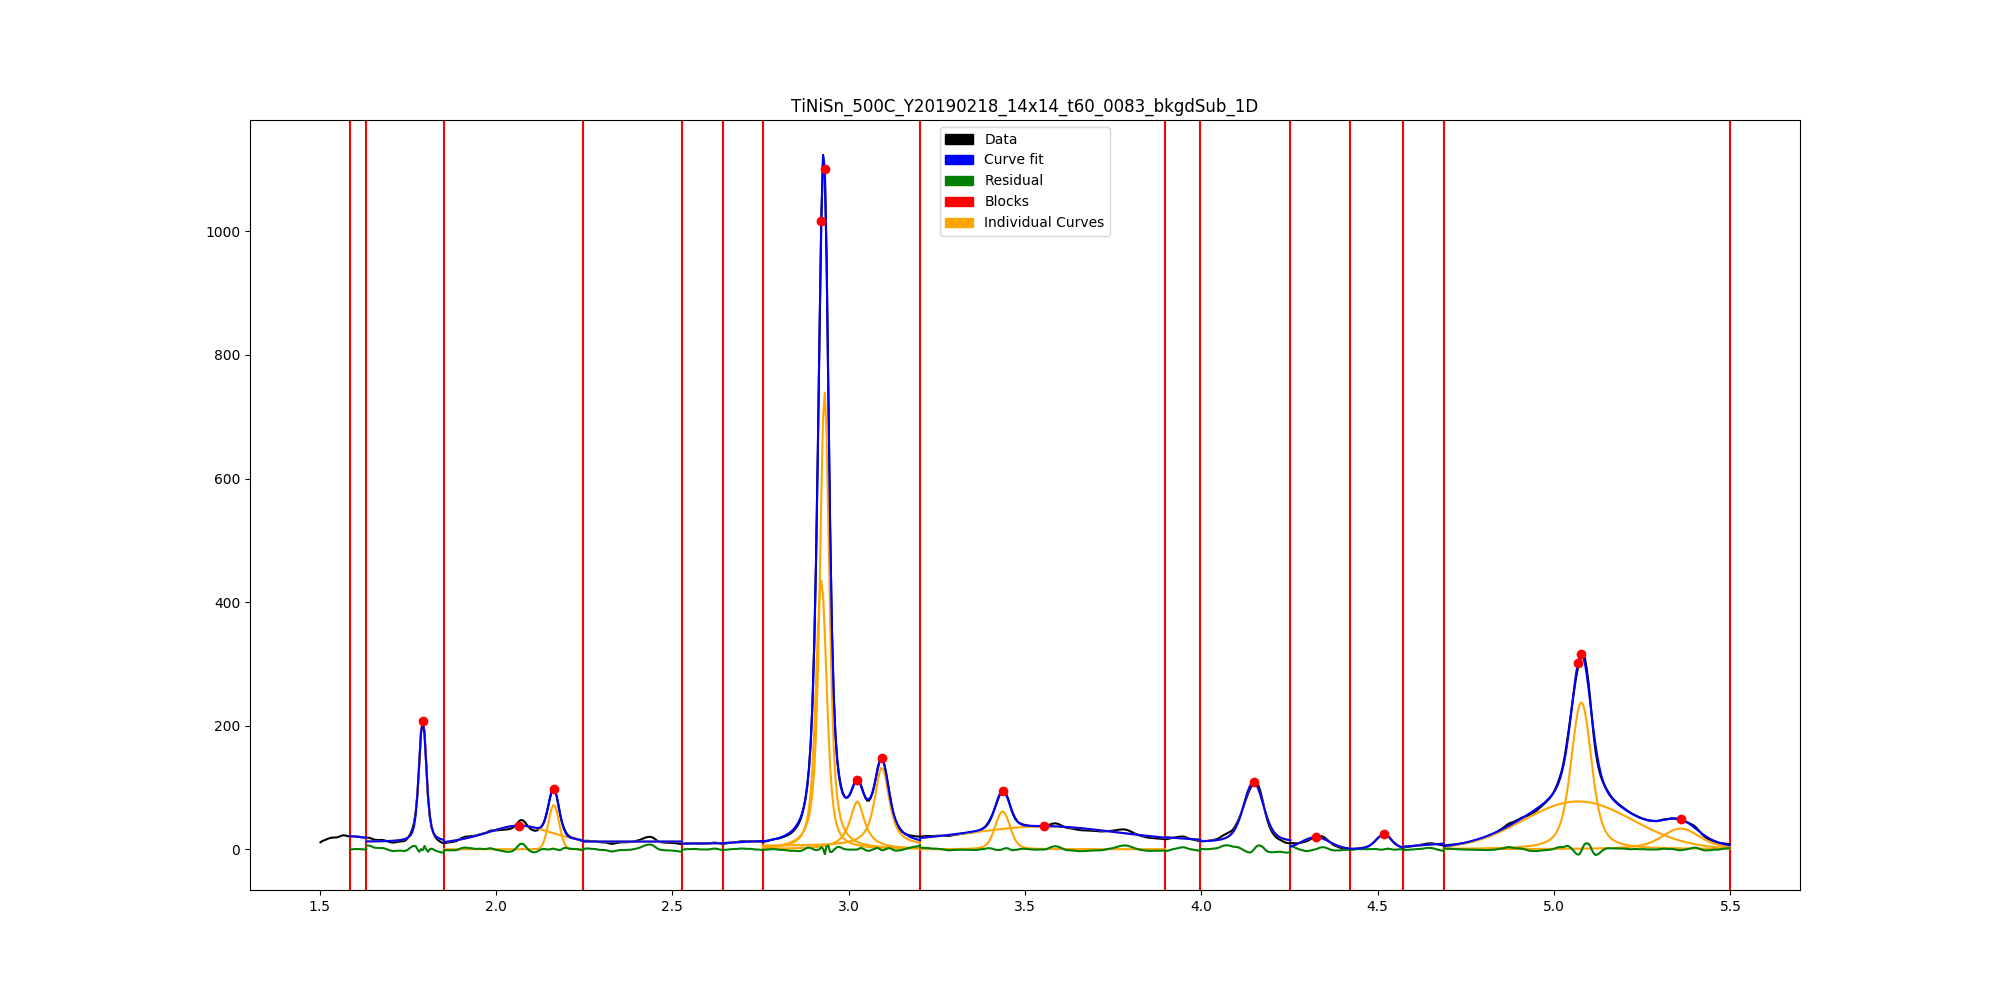 TiNiSn_500C_Y20190218_14x14_t60_0083_bkgdSub_1D
Data
Curve fit
Residual
Blocks
Individual Curves
1000
800
600
400
200
0
1.5 2.0 2.5 3.0 3.5 4.0 4.5 5.0 5.5